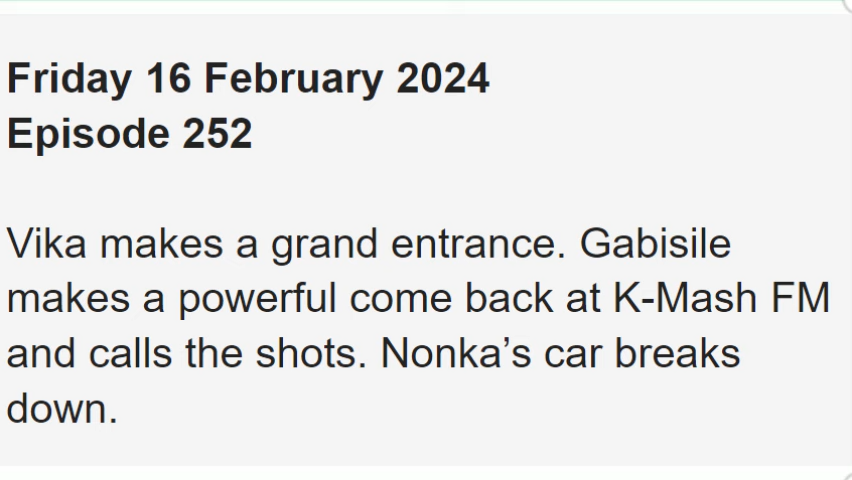 Friday 16 February 2024
Episode 252
Vika makes a grand entrance. Gabisile
makes a powerful come back at K-Mash FM
and calls the shots. Nonka’s car breaks
down.